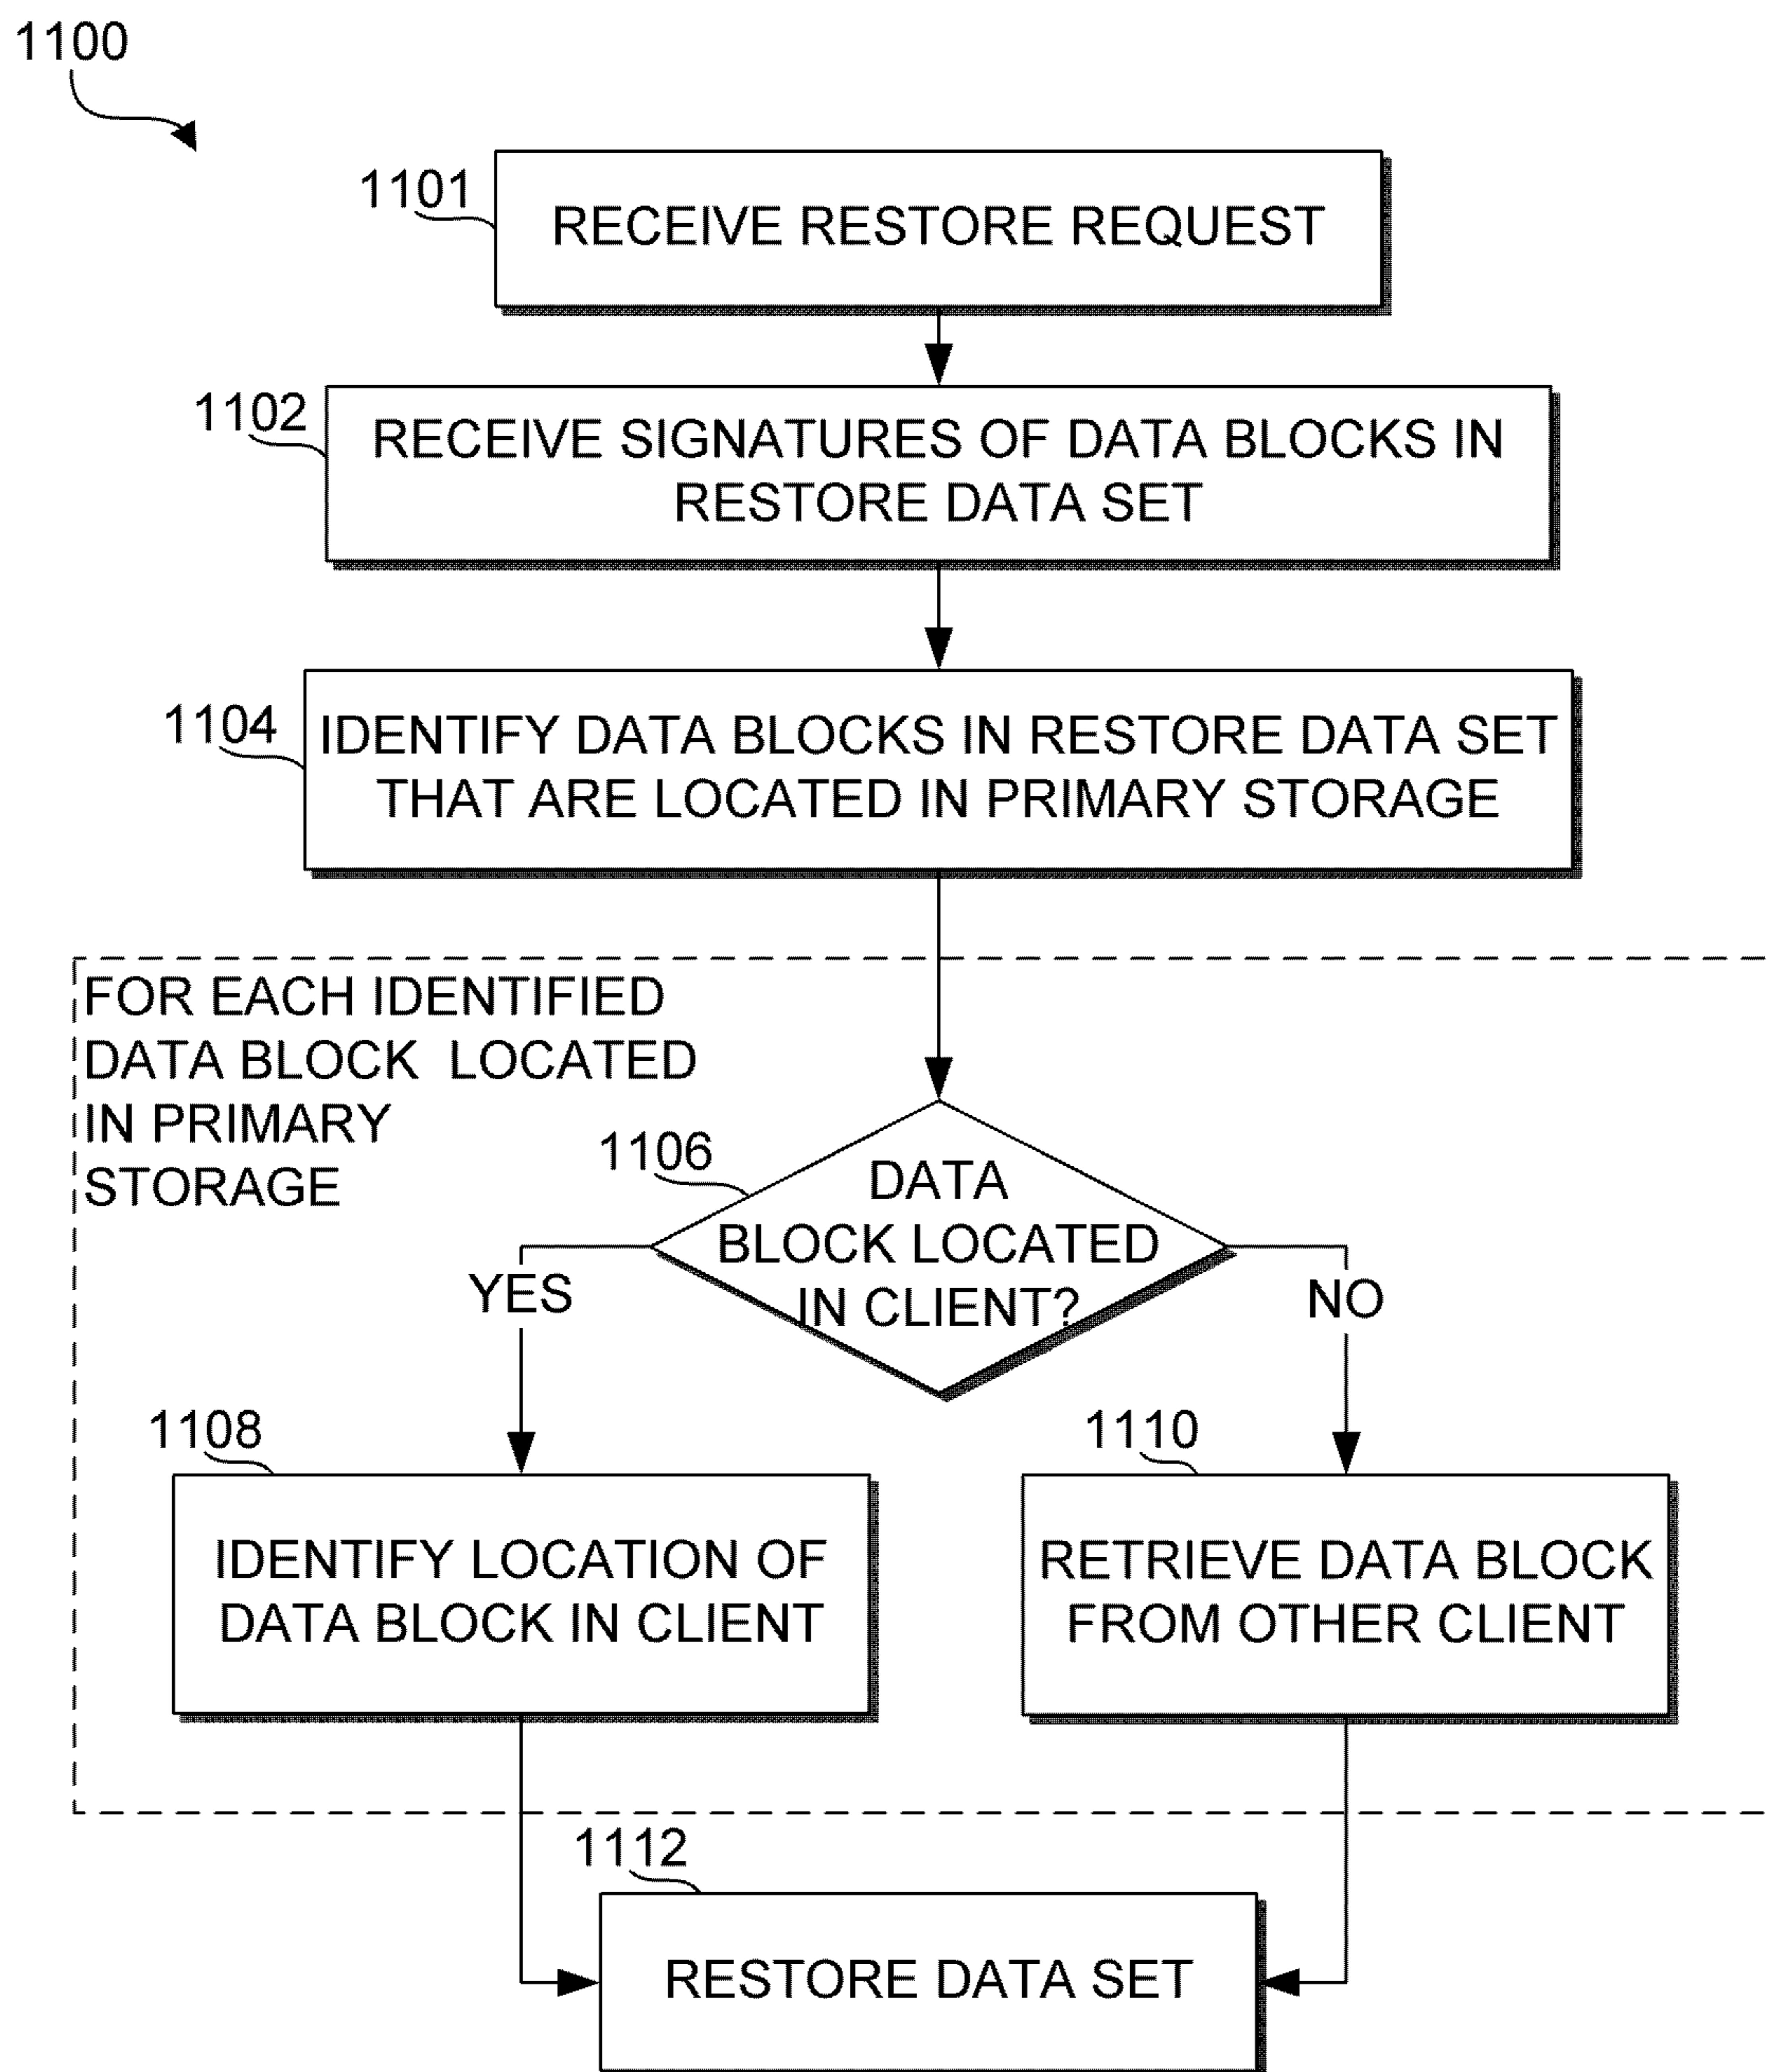 1100
1101
RECEIVE RESTORE REQUEST
1102
RECEIVE SIGNATURES OF DATA BLOCKS IN
RESTORE DATA SET
1104
IDENTIFY DATA BLOCKS IN RESTORE DATA SET
THAT ARE LOCATED IN PRIMARY STORAGE
FOR EACH IDENTIFIED
DATA BLOCK LOCATED
IN PRIMARY
STORAGE
1106
DATA
BLOCK LOCATED
IN CLIENT?
YES
NO
1108
IDENTIFY LOCATION OF
DATA BLOCK IN CLIENT
1110
RETRIEVE DATA BLOCK
FROM OTHER CLIENT
1112
RESTORE DATA SET